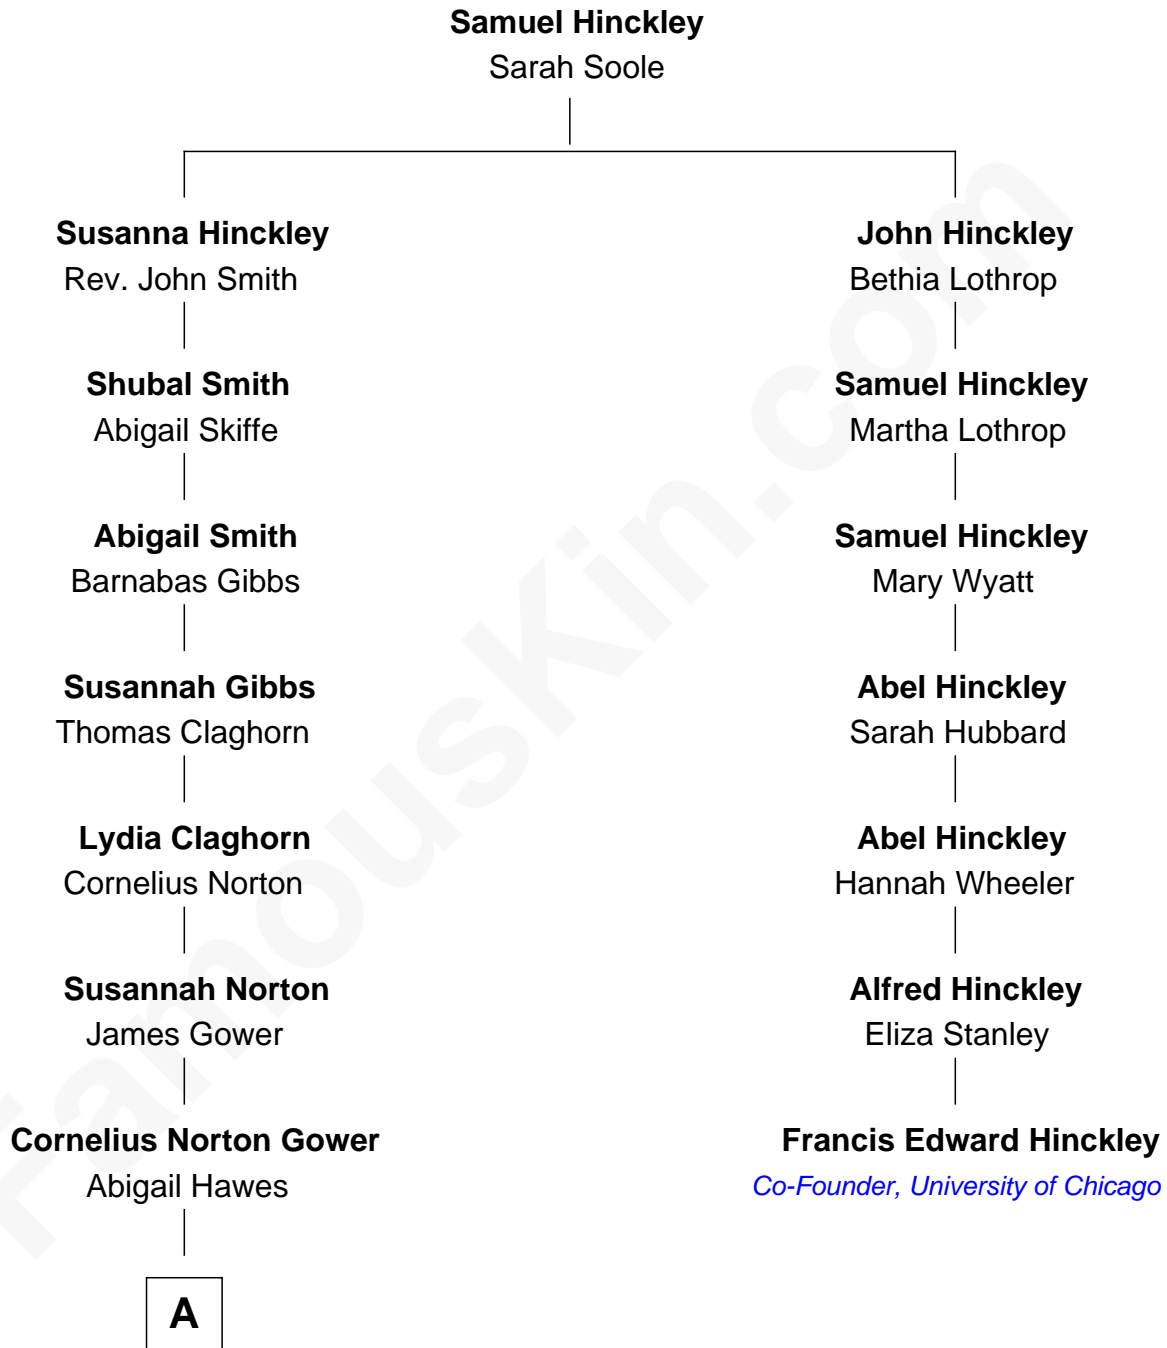 Samuel Hinckley
Sarah Soole
Susanna Hinckley
Rev. John Smith
John Hinckley
Bethia Lothrop
Shubal Smith
Abigail Skiffe
Samuel Hinckley
Martha Lothrop
Abigail Smith
Barnabas Gibbs
Samuel Hinckley
Mary Wyatt
Susannah Gibbs
Thomas Claghorn
Abel Hinckley
Sarah Hubbard
Lydia Claghorn
Cornelius Norton
Abel Hinckley
Hannah Wheeler
Susannah Norton
James Gower
Alfred Hinckley
Eliza Stanley
Cornelius Norton Gower
Abigail Hawes
Francis Edward Hinckley
Co-Founder, University of Chicago
A
FamousKin.com